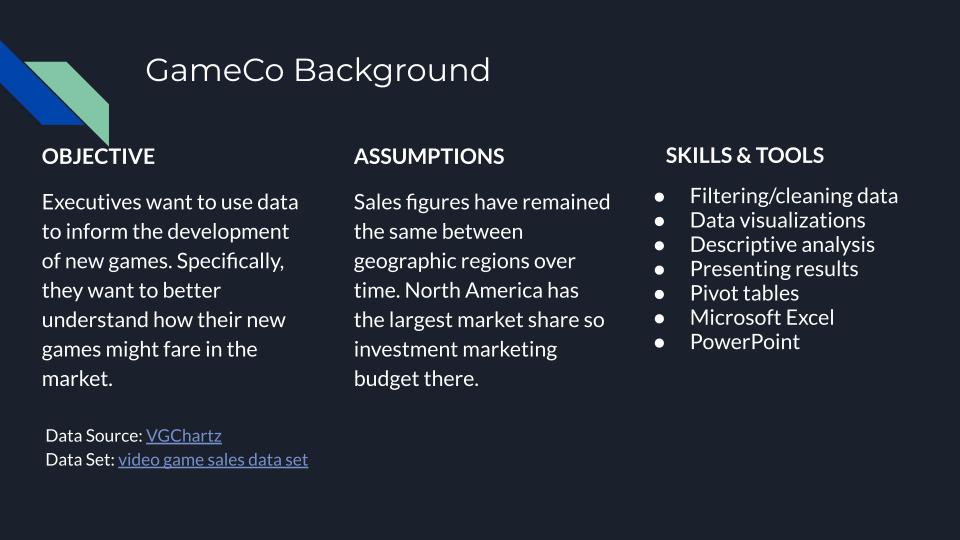 GameCo Background
OBJECTIVE
Executives want to use data
to inform the development
of new games. Specifically,
they want to better
understand how their new
games might fare in the
market.
ASSUMPTIONS
Sales figures have remained
the same between
geographic regions over
time. North America has
the largest market share so
investment marketing
budget there.
SKILLS & TOOLS
● Filtering/cleaning data
● Data visualizations
● Descriptive analysis
● Presenting results
● Pivot tables
● Microsoft Excel
● PowerPoint
Data Source: VGChartz
Data Set: video game sales data set